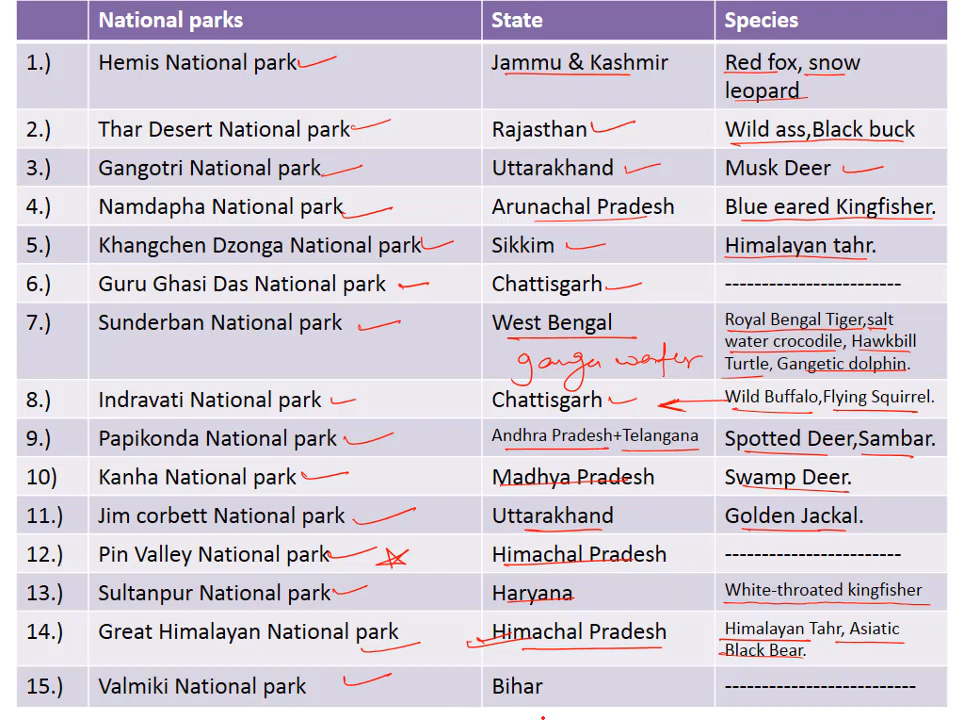 National parks State Species
1.) Hemis National park Jammu & Kashmir Red fox, snow
leopard
2.) Thar Desert National park Rajasthan Wild ass,Black buck
3.) Gangotri National park Uttarakhand Musk Deer
4.) Namdapha National park Arunachal Pradesh Blue eared Kingfisher.
5.) Khangchen Dzonga National park Sikkim Himalayan tahr.
6.) Guru Ghasi Das National park Chattisgarh -----------------------
7.) Sunderban National park West Bengal Royal Bengal Tiger,salt
water crocodile, Hawkbill
ganga water Turtle, Gangetic dolphin.
8.) Indravati National park Chattisgarh Wild Buffalo,Flying Squirrel.
9.) Papikonda National park Andhra Pradesh+Telangana Spotted Deer,Sambar.
10) Kanha National park Madhya Pradesh Swamp Deer.
11.) Jim corbett National park Uttarakhand Golden Jackal.
12.) Pin Valley National park Himachal Pradesh -----------------------
13.) Sultanpur National park Haryana White-throated kingfisher
14.) Great Himalayan National park Himachal Pradesh Himalayan Tahr, Asiatic
Black Bear.
15.) Valmiki National park Bihar -------------------------